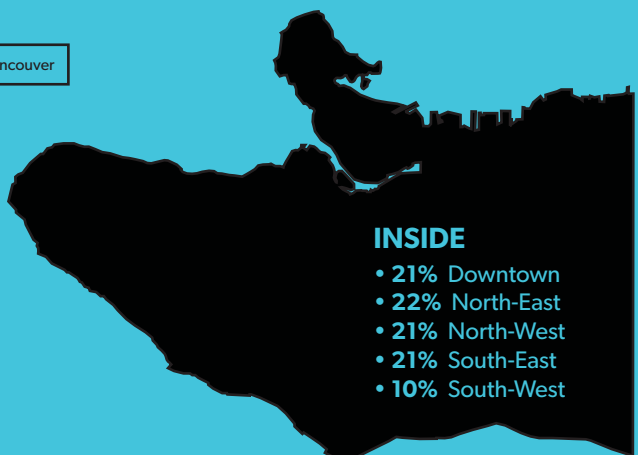 ncouver
INSIDE
• 21% Downtown
• 22% North-East
• 21% North-West
• 21% South-East
• 10% South-West